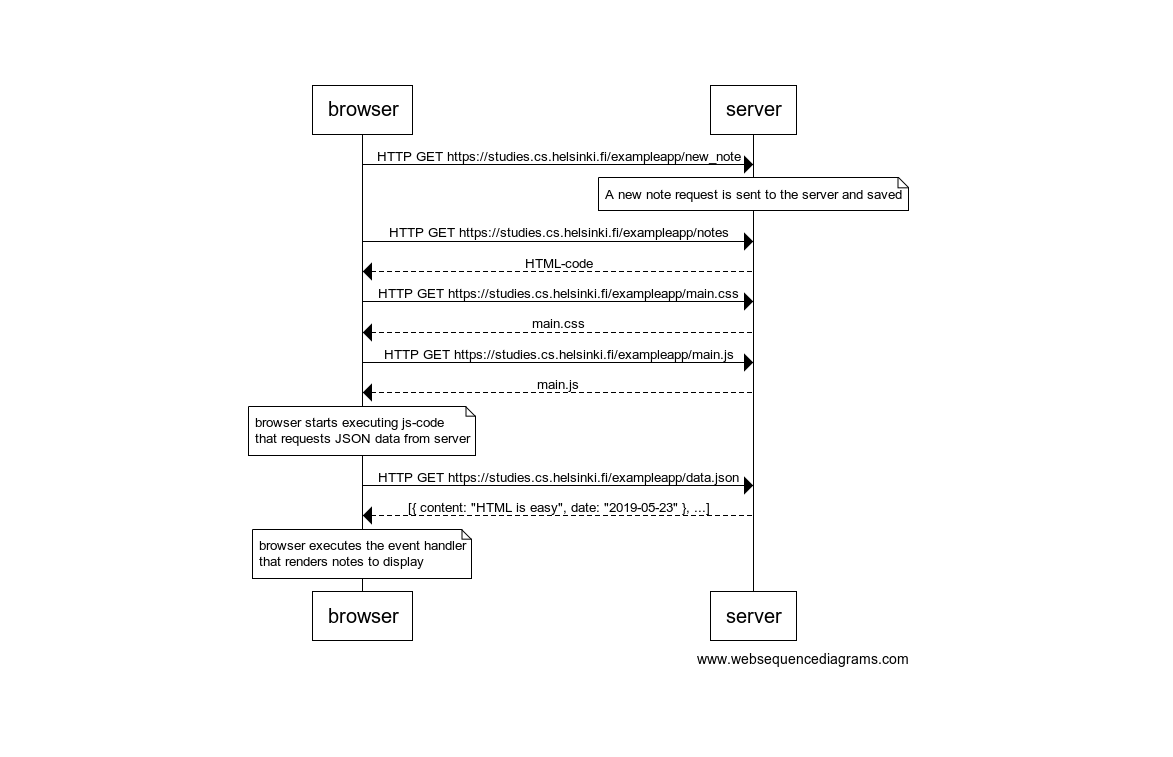 browser
server
HTTP GET https://studies.cs.helsinki.fi/exampleapp/new_note
A new note request is sent to the server and saved
HTTP GET https://studies.cs.helsinki.fi/exampleapp/notes
HTML-code
HTTP GET https://studies.cs.helsinki.fi/exampleapp/main.css
main.css
HTTP GET https://studies.cs.helsinki.fi/exampleapp/main.js
main.js
browser starts executing js-code
that requests JSON data from server
HTTP GET https://studies.cs.helsinki.fi/exampleapp/data.json
[{ content: "HTML is easy", date: "2019-05-23" }, ...]
browser executes the event handler
that renders notes to display
browser
server
www.websequencediagrams.com